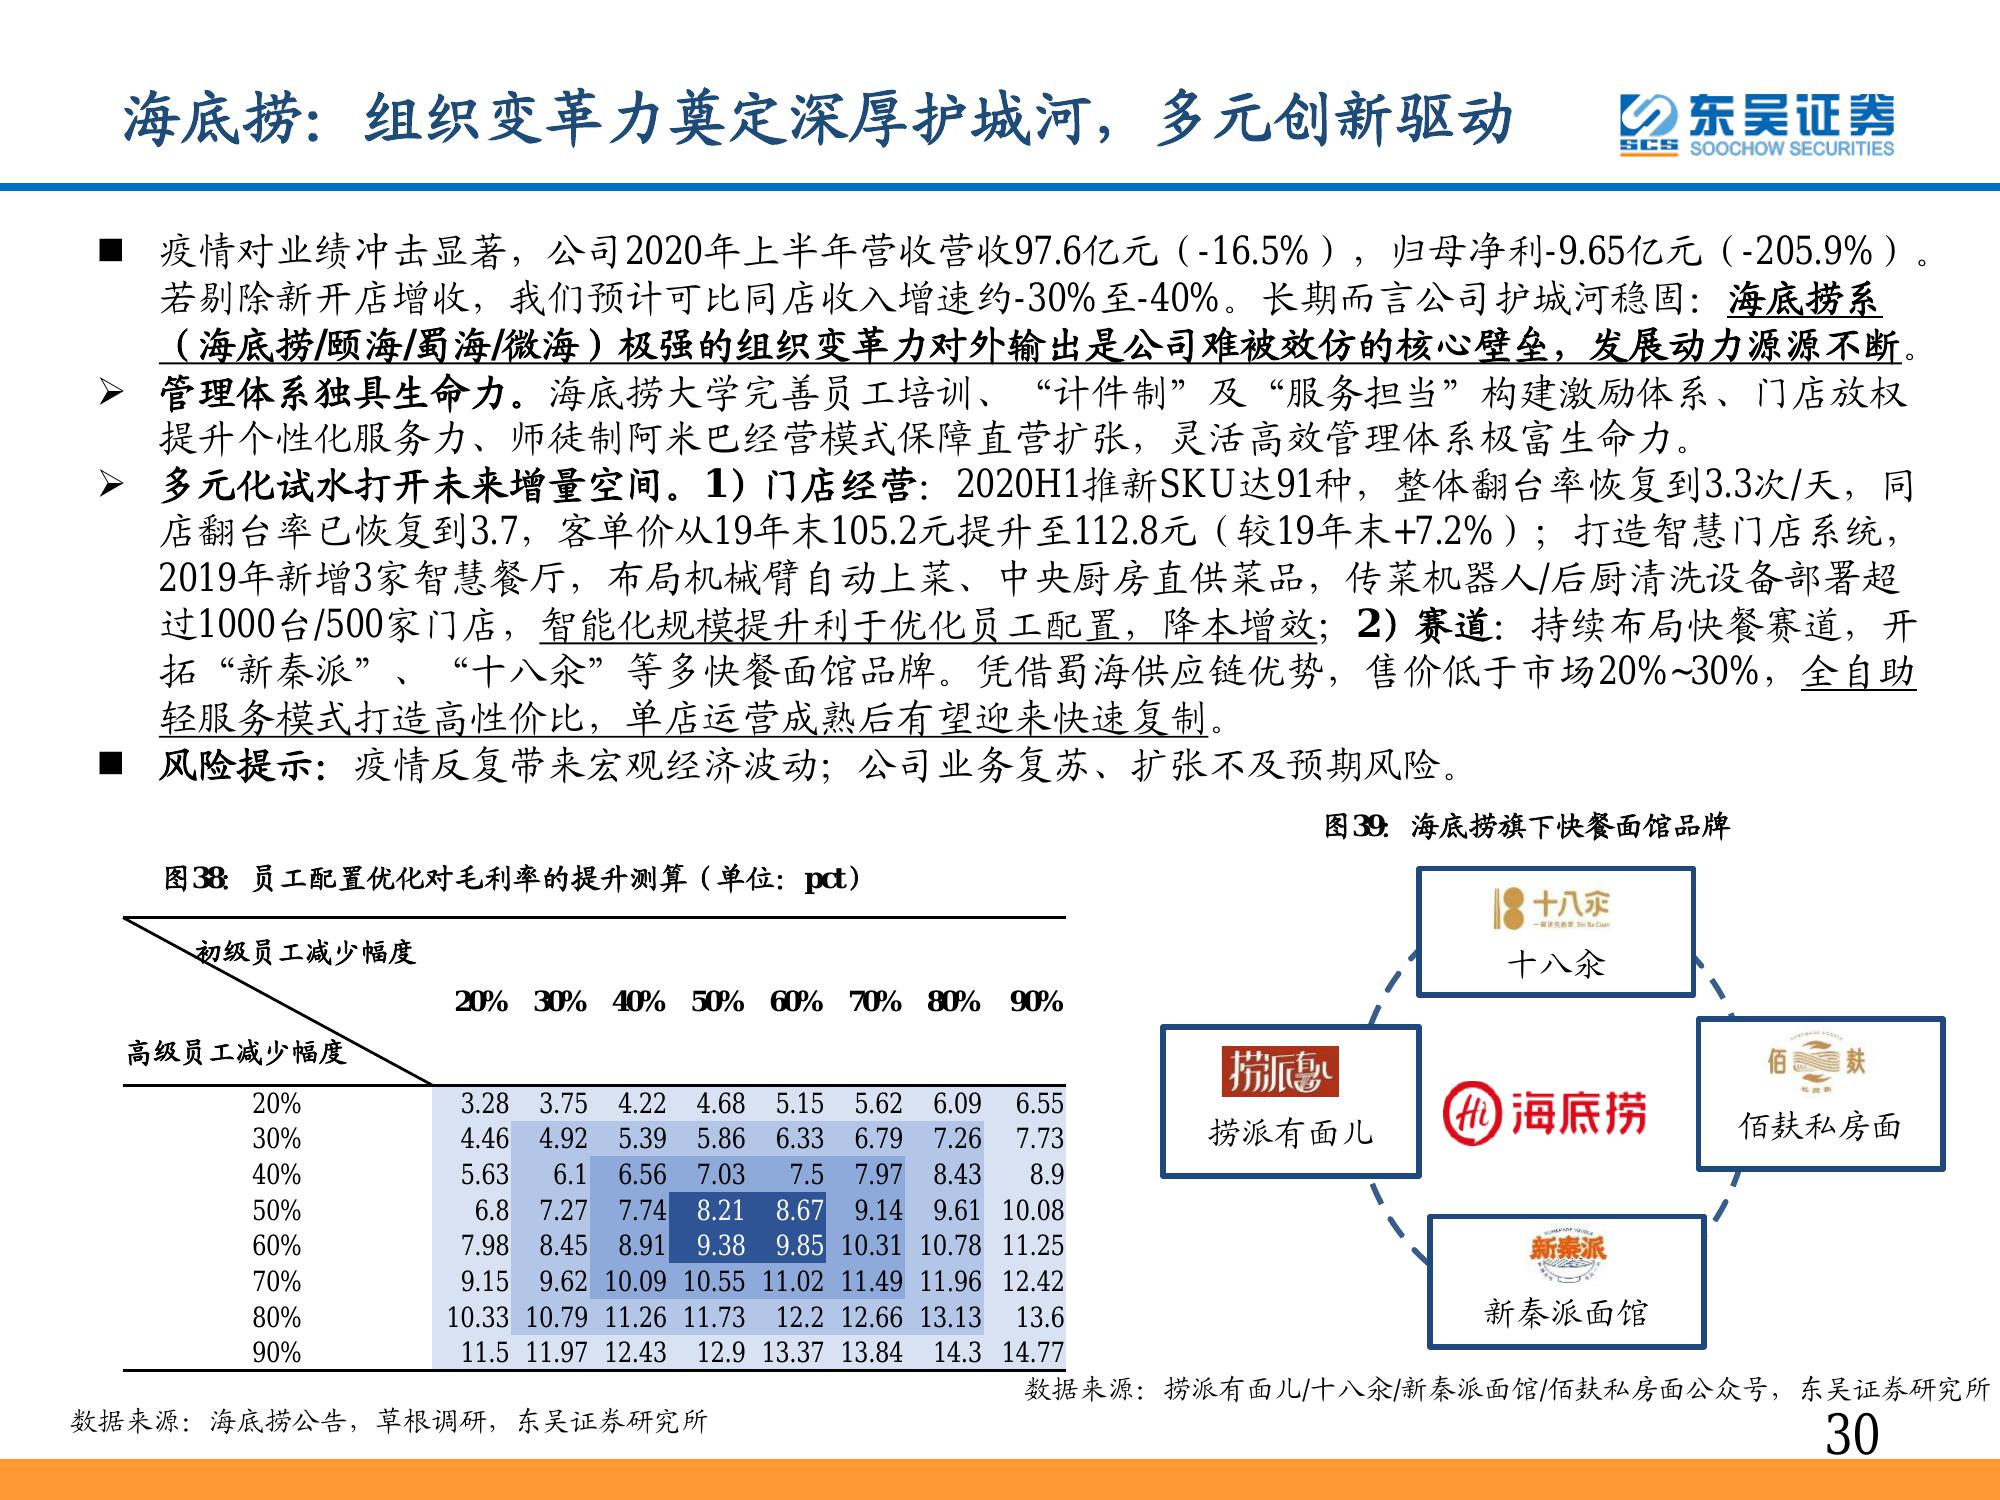 海底捞：组织变革力奠定深厚护城河，多元创新驱动
东吴证券
SCS SOOCHOW SECURITIES
■ 疫情对业绩冲击显著，公司2020年上半年营收营收97.6亿元（-16.5%），归母净利-9.65亿元（-205.9%）。
若剔除新开店增收，我们预计可比同店收入增速约-30%至-40%。长期而言公司护城河稳固：海底捞系
（海底捞/颐海/蜀海/微海）极强的组织变革力对外输出是公司难被效仿的核心壁垒，发展动力源源不断。
➢ 管理体系独具生命力。海底捞大学完善员工培训、“计件制”及“服务担当”构建激励体系、门店放权
提升个性化服务力、师徒制阿米巴经营模式保障直营扩张，灵活高效管理体系极富生命力。
➢ 多元化试水打开未来增量空间。1）门店经营：2020H1推新SKU达91种，整体翻台率恢复到3.3次/天，同
店翻台率已恢复到3.7，客单价从19年末105.2元提升至112.8元（较19年末+7.2%）；打造智慧门店系统，
2019年新增3家智慧餐厅，布局机械臂自动上菜、中央厨房直供菜品，传菜机器人/后厨清洗设备部署超
过1000台/500家门店，智能化规模提升利于优化员工配置，降本增效；2）赛道：持续布局快餐赛道，开
拓“新秦派”、“十八汆”等多快餐面馆品牌。凭借蜀海供应链优势，售价低于市场20%~30%，全自助
轻服务模式打造高性价比，单店运营成熟后有望迎来快速复制。
■ 风险提示：疫情反复带来宏观经济波动；公司业务复苏、扩张不及预期风险。
图38：员工配置优化对毛利率的提升测算（单位：pct）
初级员工减少幅度
20% 30% 40% 50% 60% 70% 80% 90%
高级员工减少幅度
20% 3.28 3.75 4.22 4.68 5.15 5.62 6.09 6.55
30% 4.46 4.92 5.39 5.86 6.33 6.79 7.26 7.73
40% 5.63 6.1 6.56 7.03 7.5 7.97 8.43 8.9
50% 6.8 7.27 7.74 8.21 8.67 9.14 9.61 10.08
60% 7.98 8.45 8.91 9.38 9.85 10.31 10.78 11.25
70% 9.15 9.62 10.09 10.55 11.02 11.49 11.96 12.42
80% 10.33 10.79 11.26 11.73 12.2 12.66 13.13 13.6
90% 11.5 11.97 12.43 12.9 13.37 13.84 14.3 14.77
数据来源：海底捞公告，草根调研，东吴证券研究所
图39：海底捞旗下快餐面馆品牌
十八汆
十八汆
捞派有面儿
捞派有面儿
Hi 海底捞
佰麸
佰麸私房面
新秦派
新秦派面馆
数据来源：捞派有面儿/十八汆/新秦派面馆/佰麸私房面公众号，东吴证券研究所
30